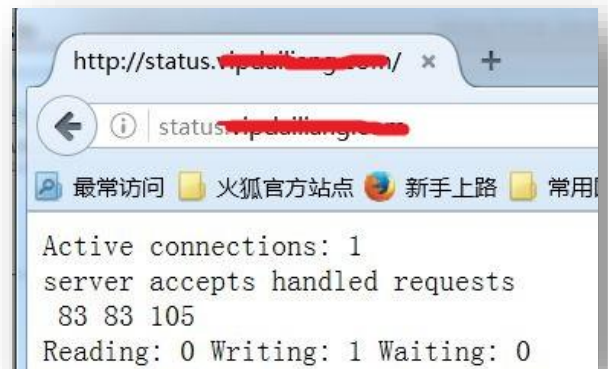 http://status. /
status
最常访问 火狐官方站点 新手上路 常用
Active connections: 1
server accepts handled requests
83 83 105
Reading: 0 Writing: 1 Waiting: 0